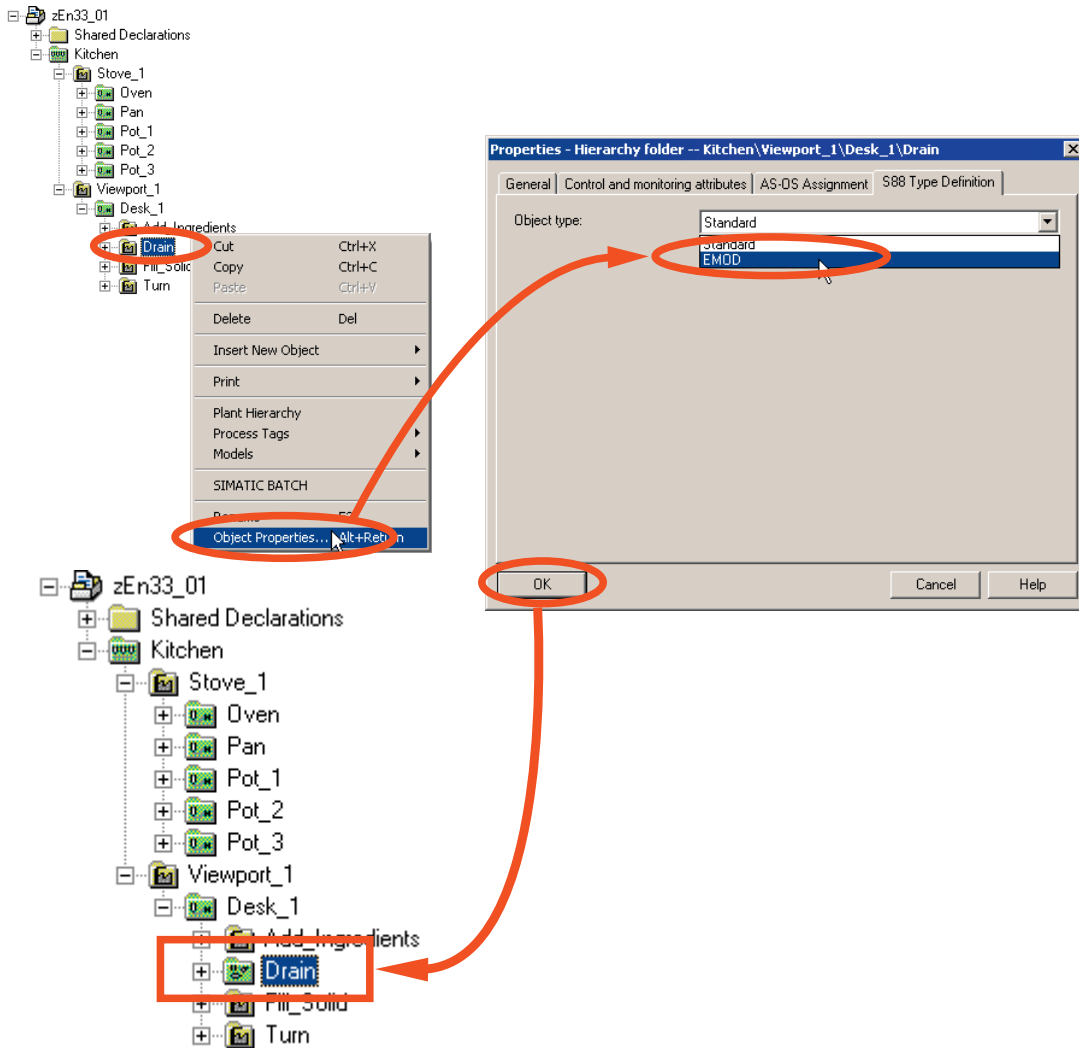 zEn33_01
Shared Declarations
Kitchen
Stove_1
Oven
Pan
Pot_1
Pot_2
Pot_3
Viewport_1
Desk_1
Add_Ingredients
Drain
Fill_Solid
Turn
Cut Ctrl+X
Copy Ctrl+C
Paste Ctrl+V
Delete Del
Insert New Object
Print
Plant Hierarchy
Process Tags
Models
SIMATIC BATCH
Rename F2
Object Properties... Alt+Return
Properties - Hierarchy folder -- Kitchen\Viewport_1\Desk_1\Drain
General Control and monitoring attributes AS-OS Assignment S88 Type Definition
Object type: Standard
Standard
EMOD
OK Cancel Help
zEn33_01
Shared Declarations
Kitchen
Stove_1
Oven
Pan
Pot_1
Pot_2
Pot_3
Viewport_1
Desk_1
Add_Ingredients
Drain
Fill_Solid
Turn